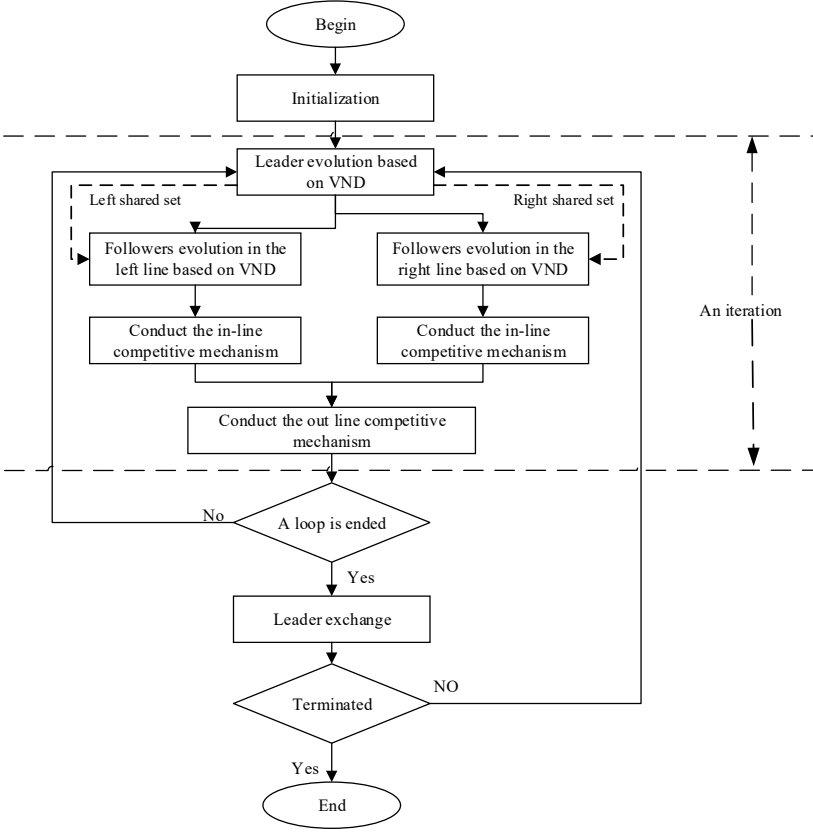 Begin
Initialization
Leader evolution based
on VND
Left shared set
Right shared set
Followers evolution in the
left line based on VND
Followers evolution in the
right line based on VND
An iteration
Conduct the in-line
competitive mechanism
Conduct the in-line
competitive mechanism
Conduct the out line competitive
mechanism
No
A loop is ended
Yes
Leader exchange
NO
Terminated
Yes
End